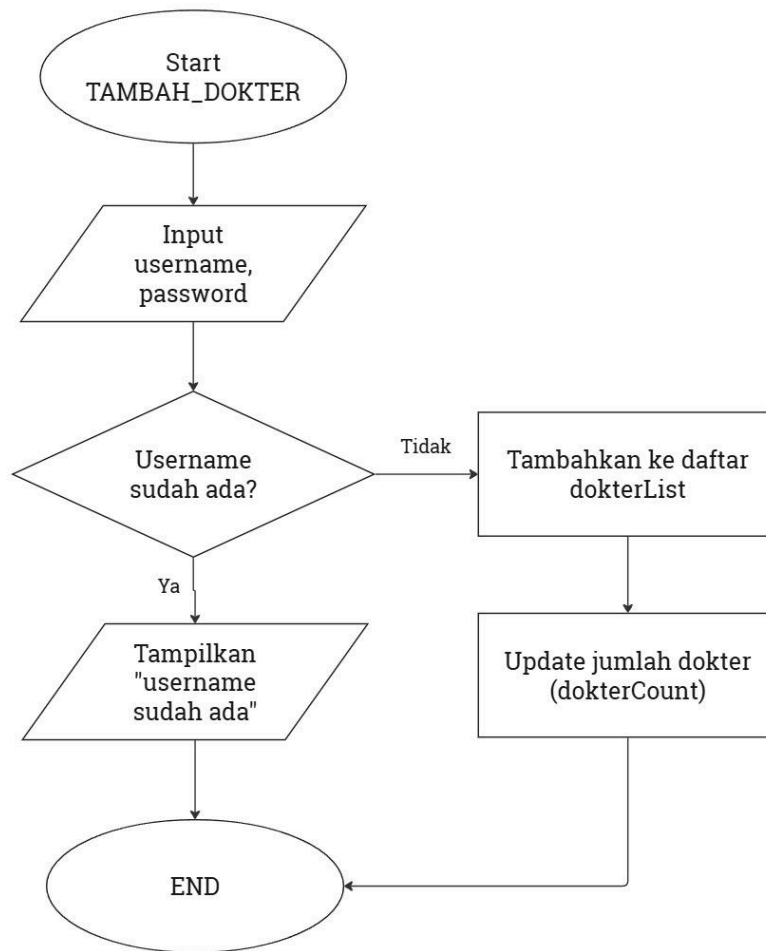 Start
TAMBAH_DOKTER
Input
username,
password
Username
sudah ada?
Tidak
Tambahkan ke daftar
dokterList
Ya
Tampilkan
"username
sudah ada"
Update jumlah dokter
(dokterCount)
END